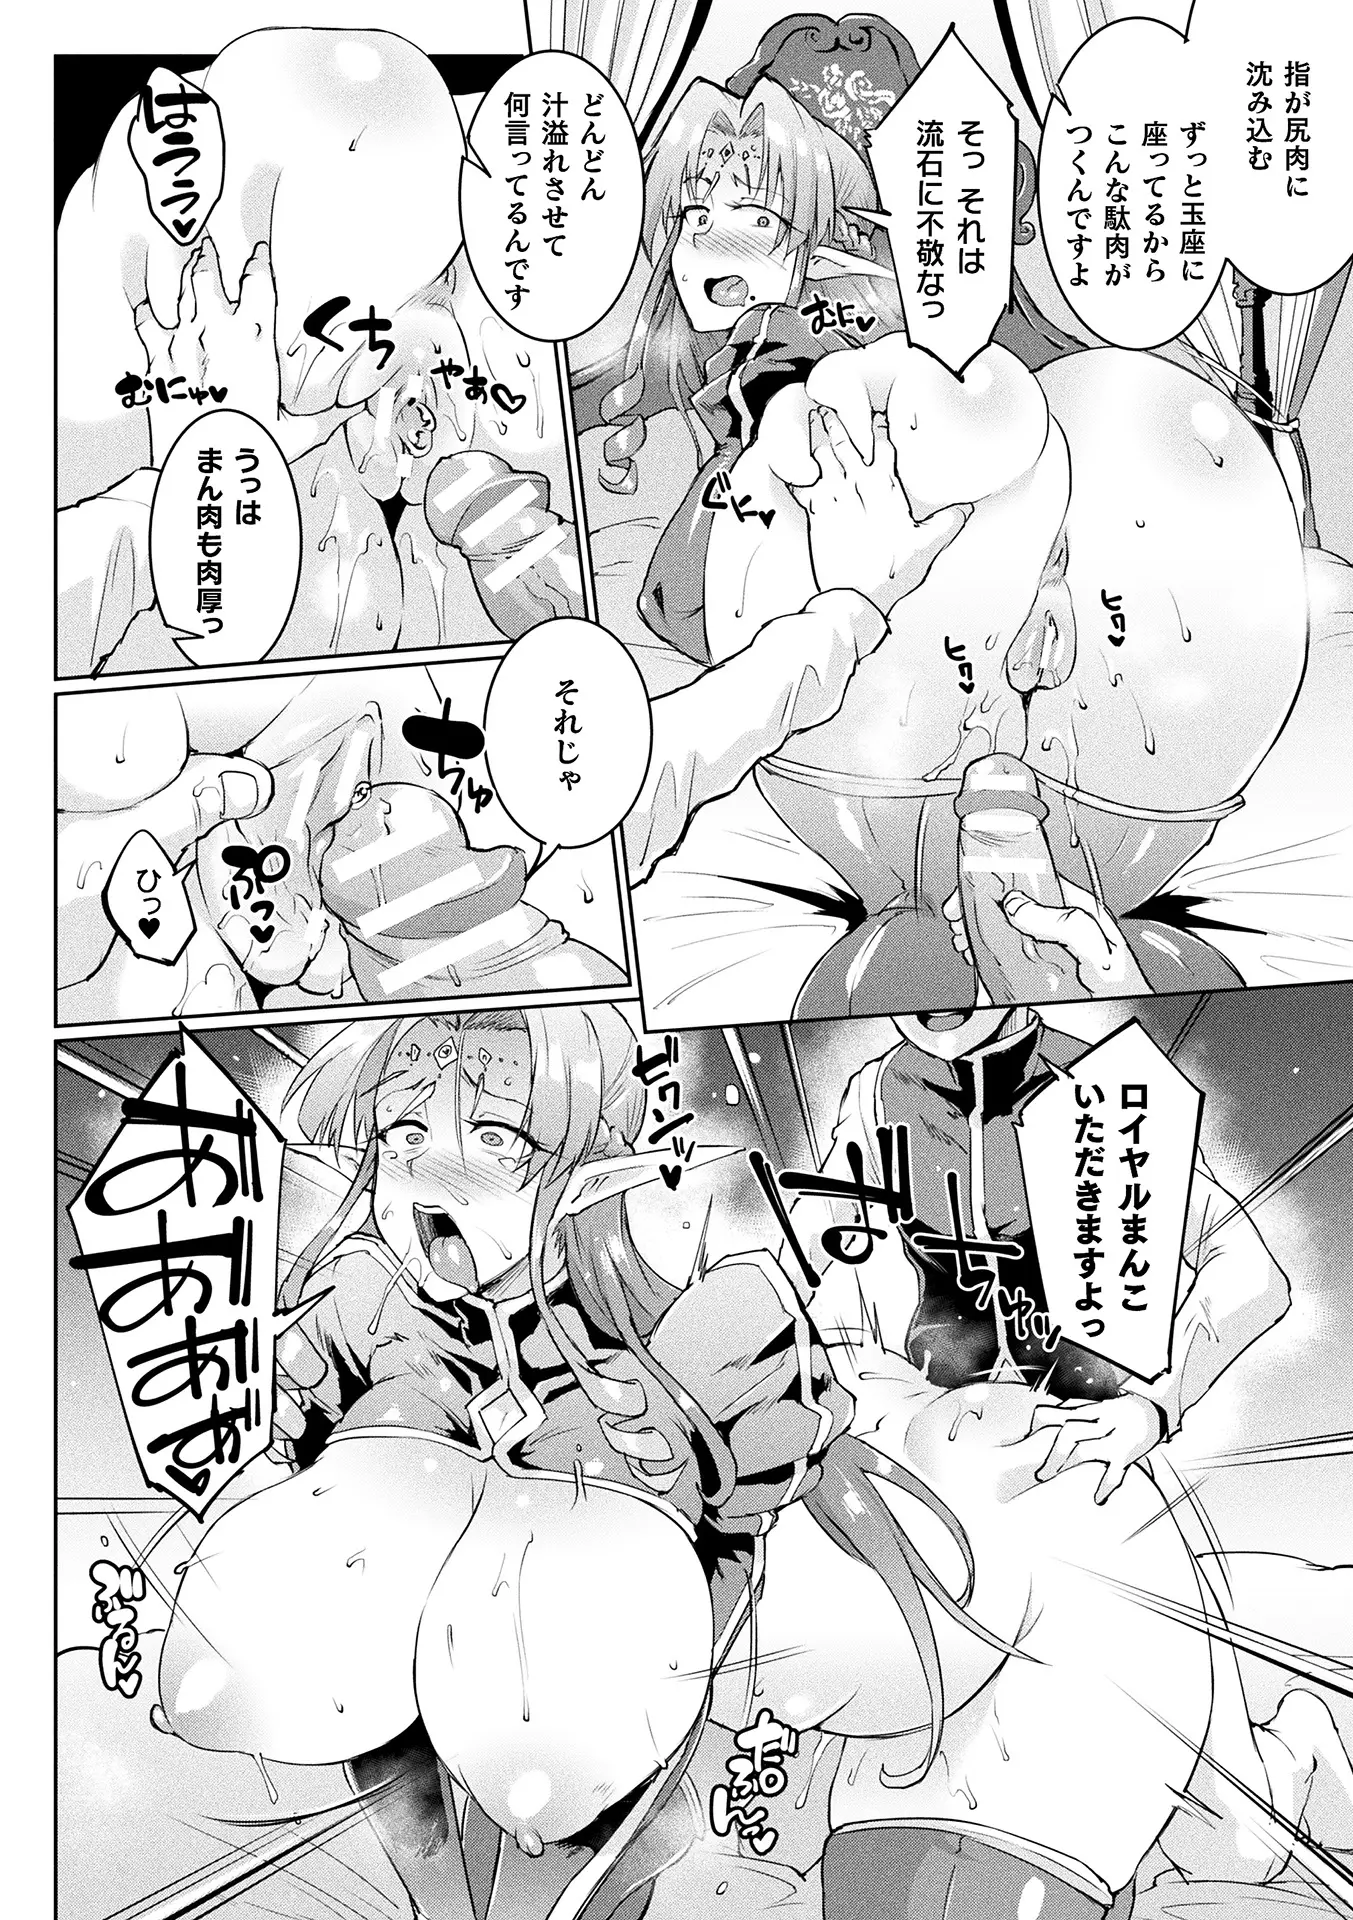 指が尻肉に
沈み込む
ずっと玉座に
座ってるから
こんな駄肉が
つくんですよ
そっ それは
流石に不敬なっ
むに♥
ぐにっ♥
ヒクッ♥
ヒクッ♥
どんどん
汁溢れさせて
何言ってるんです
はうぅっ♥
くち
やあぁ♥
むにゅ♥
うっは
まん肉も肉厚っ
それじゃ
ちゅ
ぷっ♥
ひっ♥
ロイヤルまんこ
いただきますよっ
ばちゅッ
ビクンッ♥
あ゛あ゛あ゛あ゛♥
ぶるん♥
だぷんっ♥